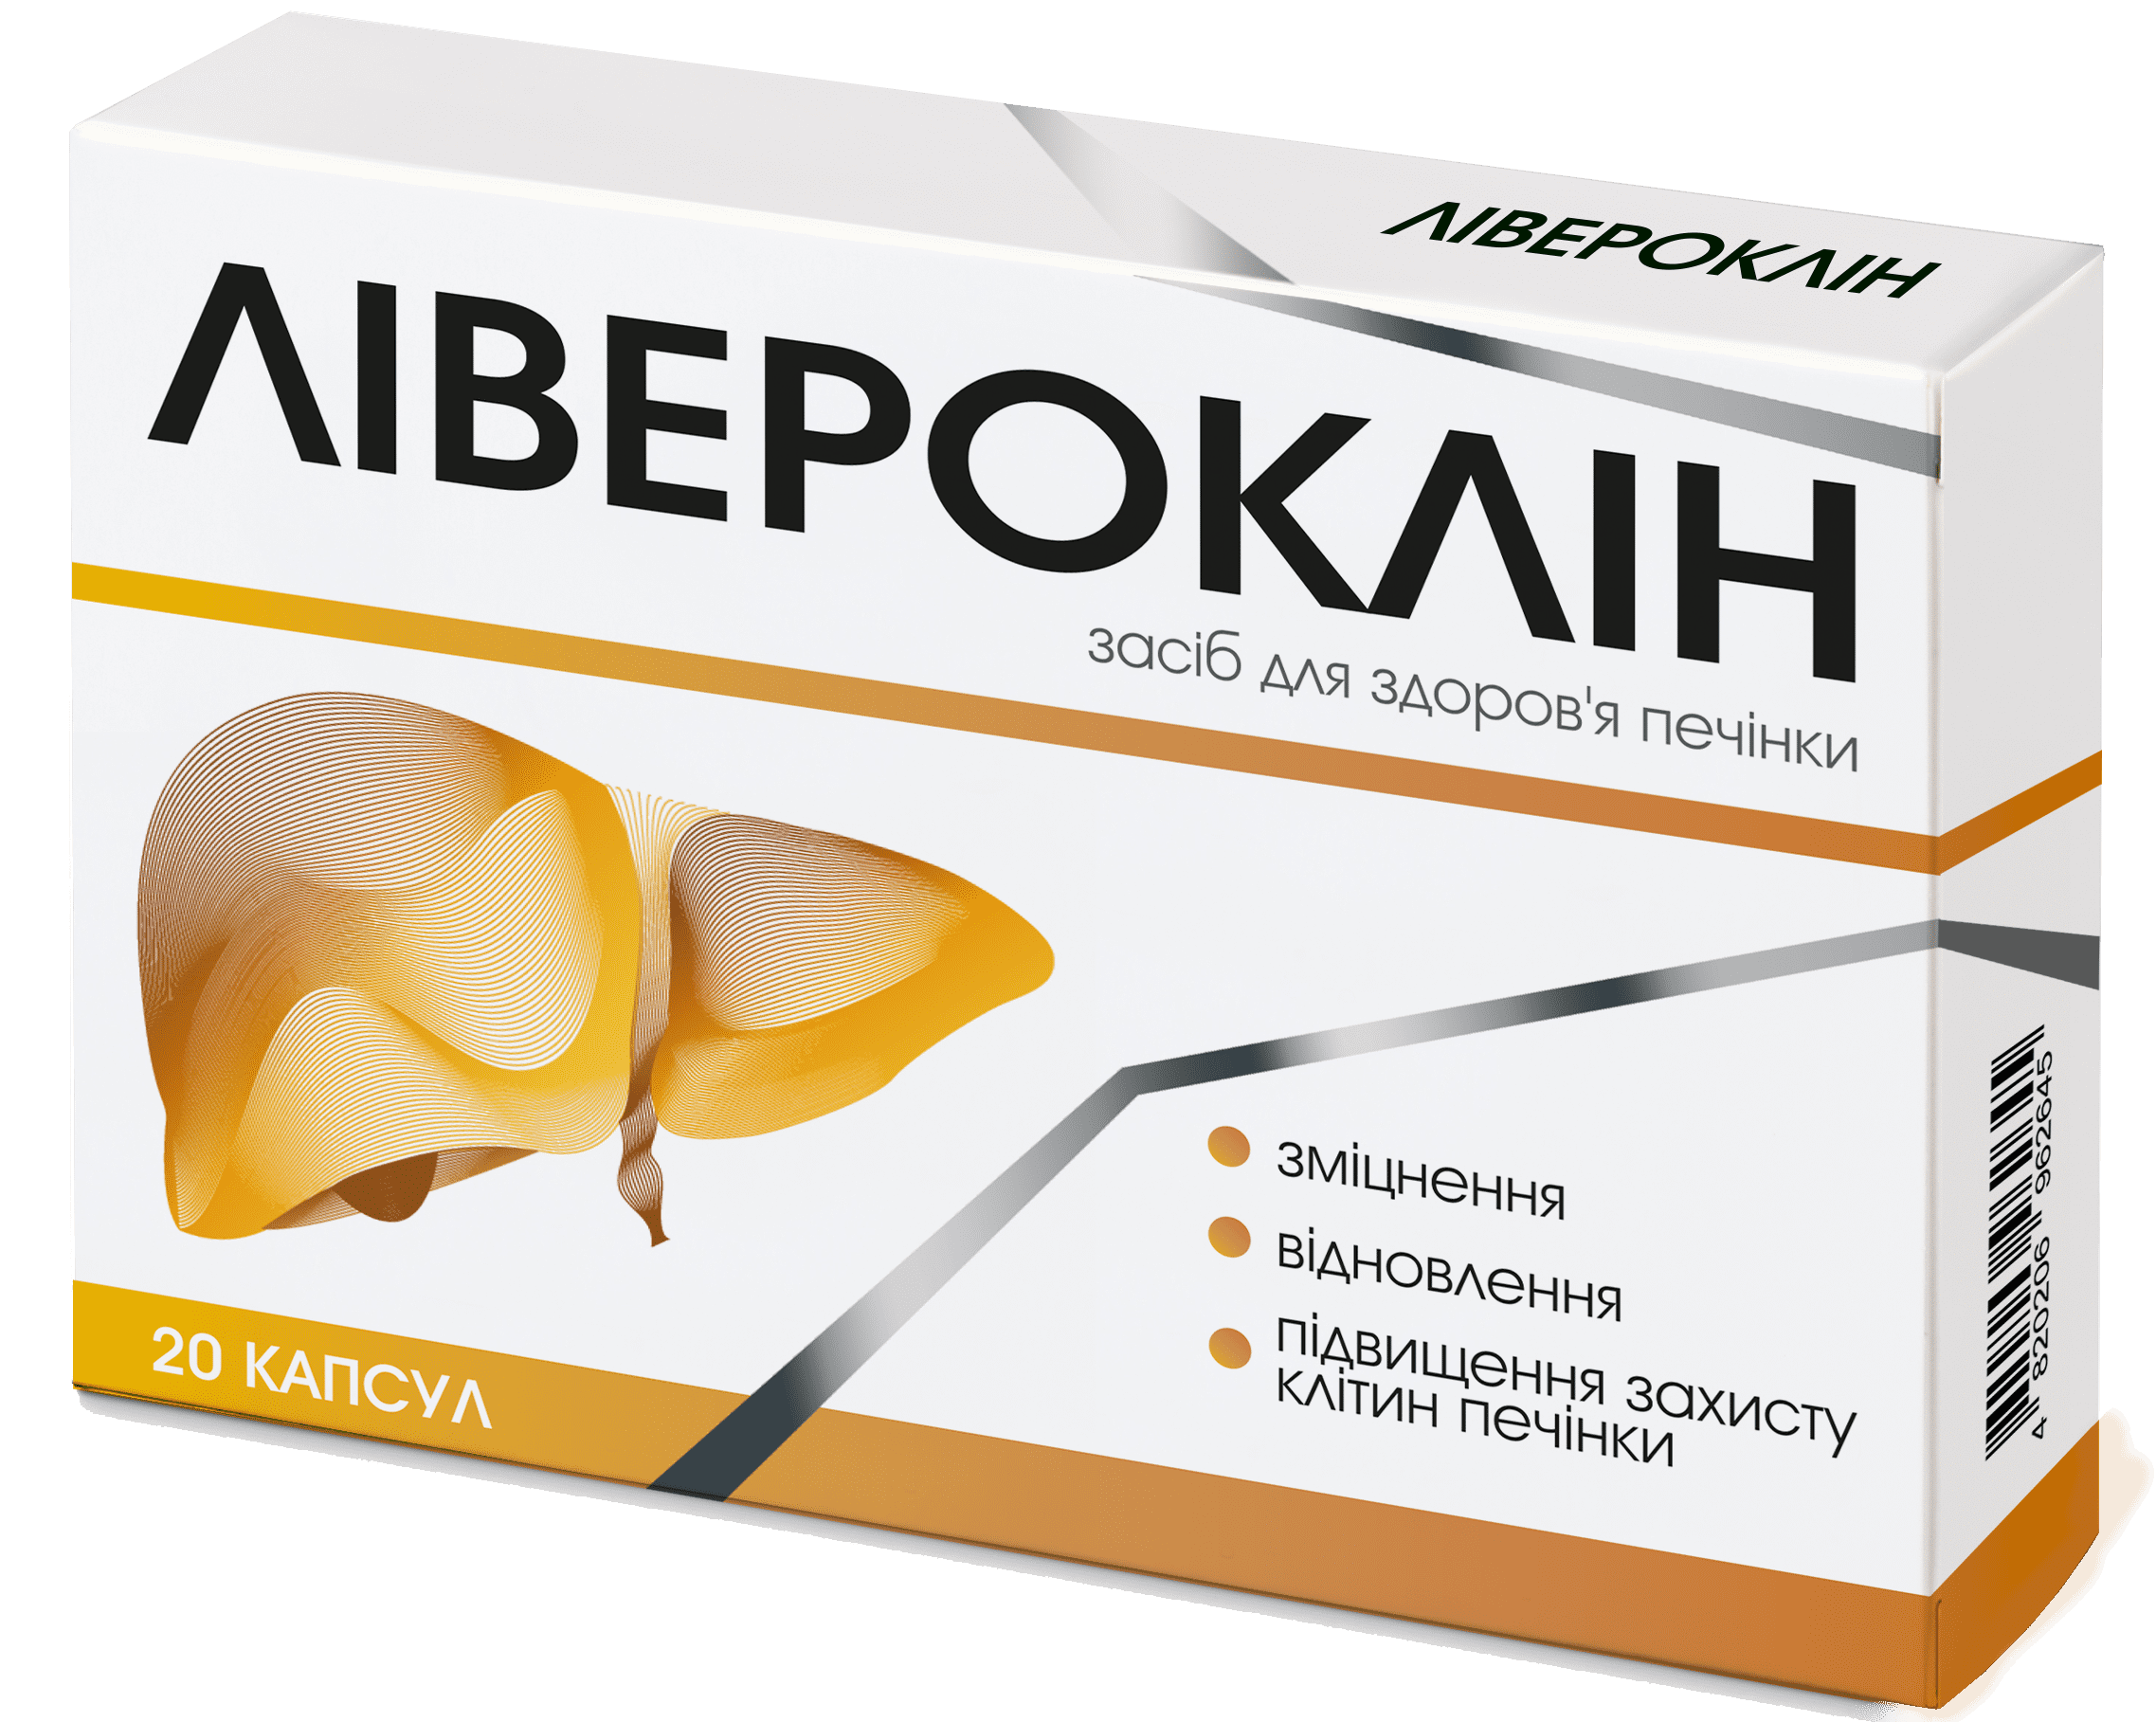 ЛІВЕРОКЛІН
ЛІВЕРОКЛІН
засіб для здоров'я печінки
зміцнення
відновлення
підвищення захисту
клітин печінки
20 КАПСУЛ
4 820206 962645